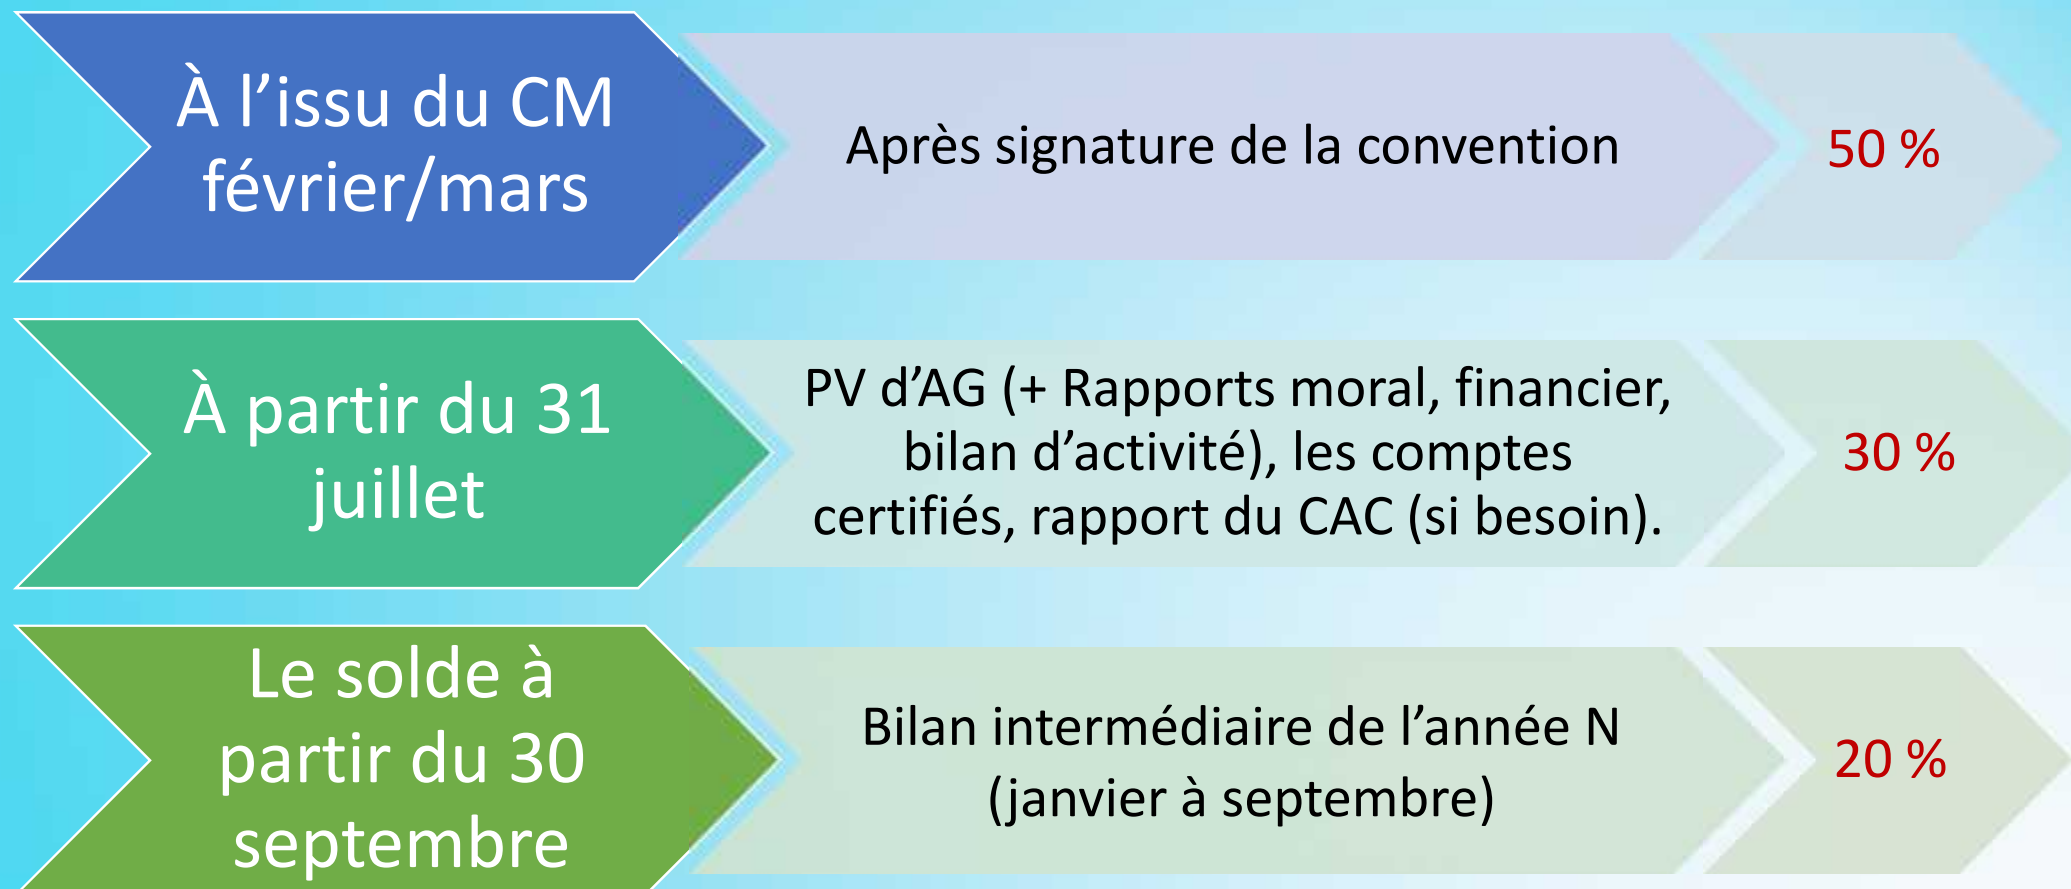 À l’issu du CM
février/mars
Après signature de la convention
50 %
À partir du 31
juillet
PV d’AG (+ Rapports moral, financier,
bilan d’activité), les comptes
certifiés, rapport du CAC (si besoin).
30 %
Le solde à
partir du 30
septembre
Bilan intermédiaire de l’année N
(janvier à septembre)
20 %